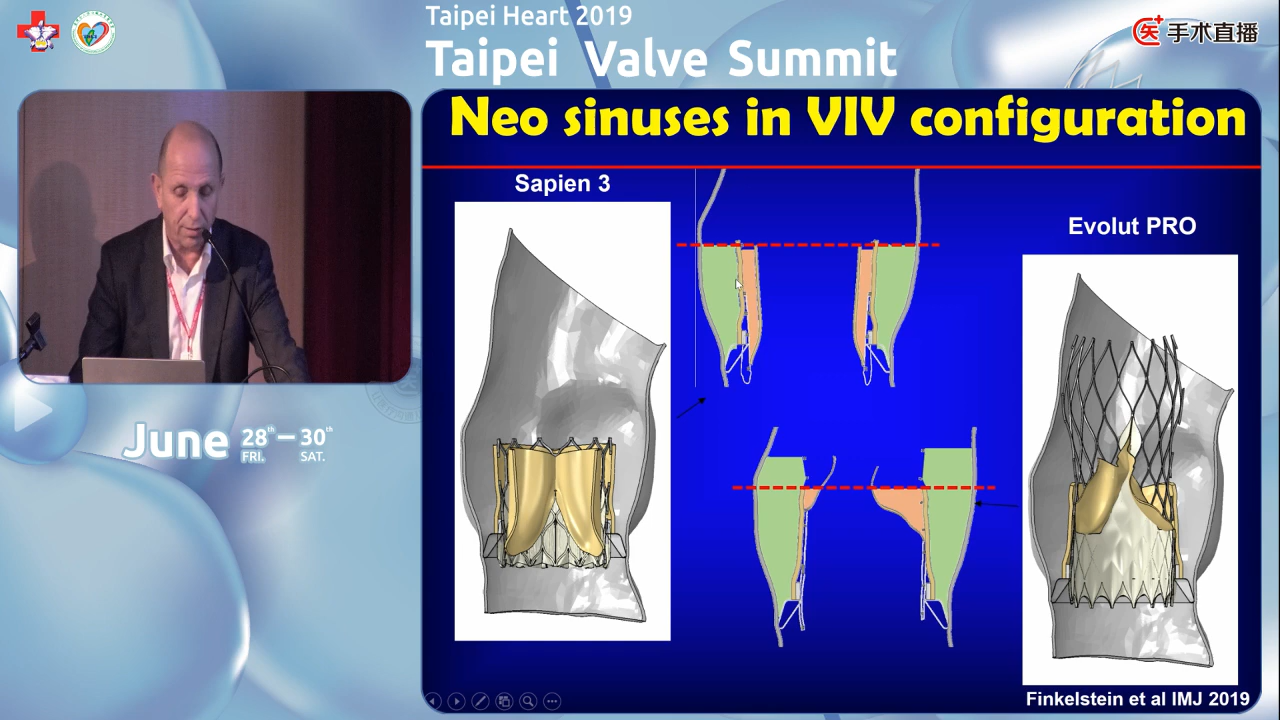 Taipei Heart 2019
Taipei Valve Summit
医 手术直播
Neo sinuses in VIV configuration
Sapien 3
Evolut PRO
June 28th — 30th
FRI. SAT.
Finkelstein et al IMJ 2019